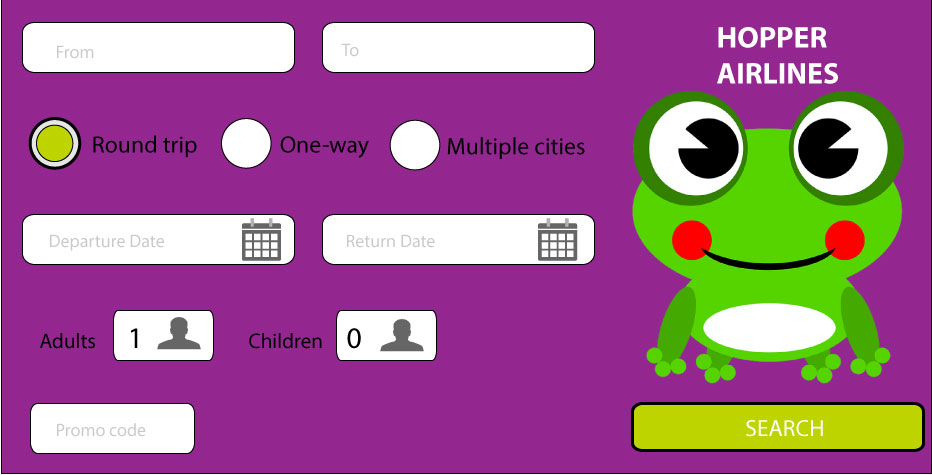 From
To
HOPPER
AIRLINES
Round trip
One-way
Multiple cities
Departure Date
Return Date
Adults
1
Children
0
Promo code
SEARCH